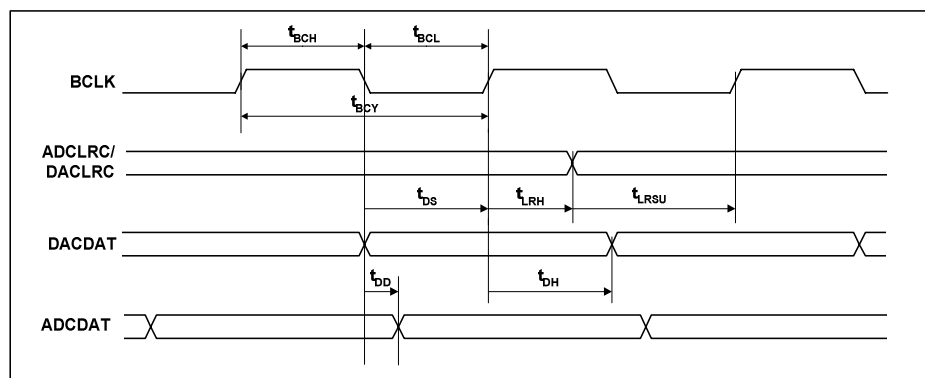 tBCH
tBCL
BCLK
tBCY
ADCLRC/
DACLRC
tDS
tLRH
tLRSU
DACDAT
tDD
tDH
ADCDAT